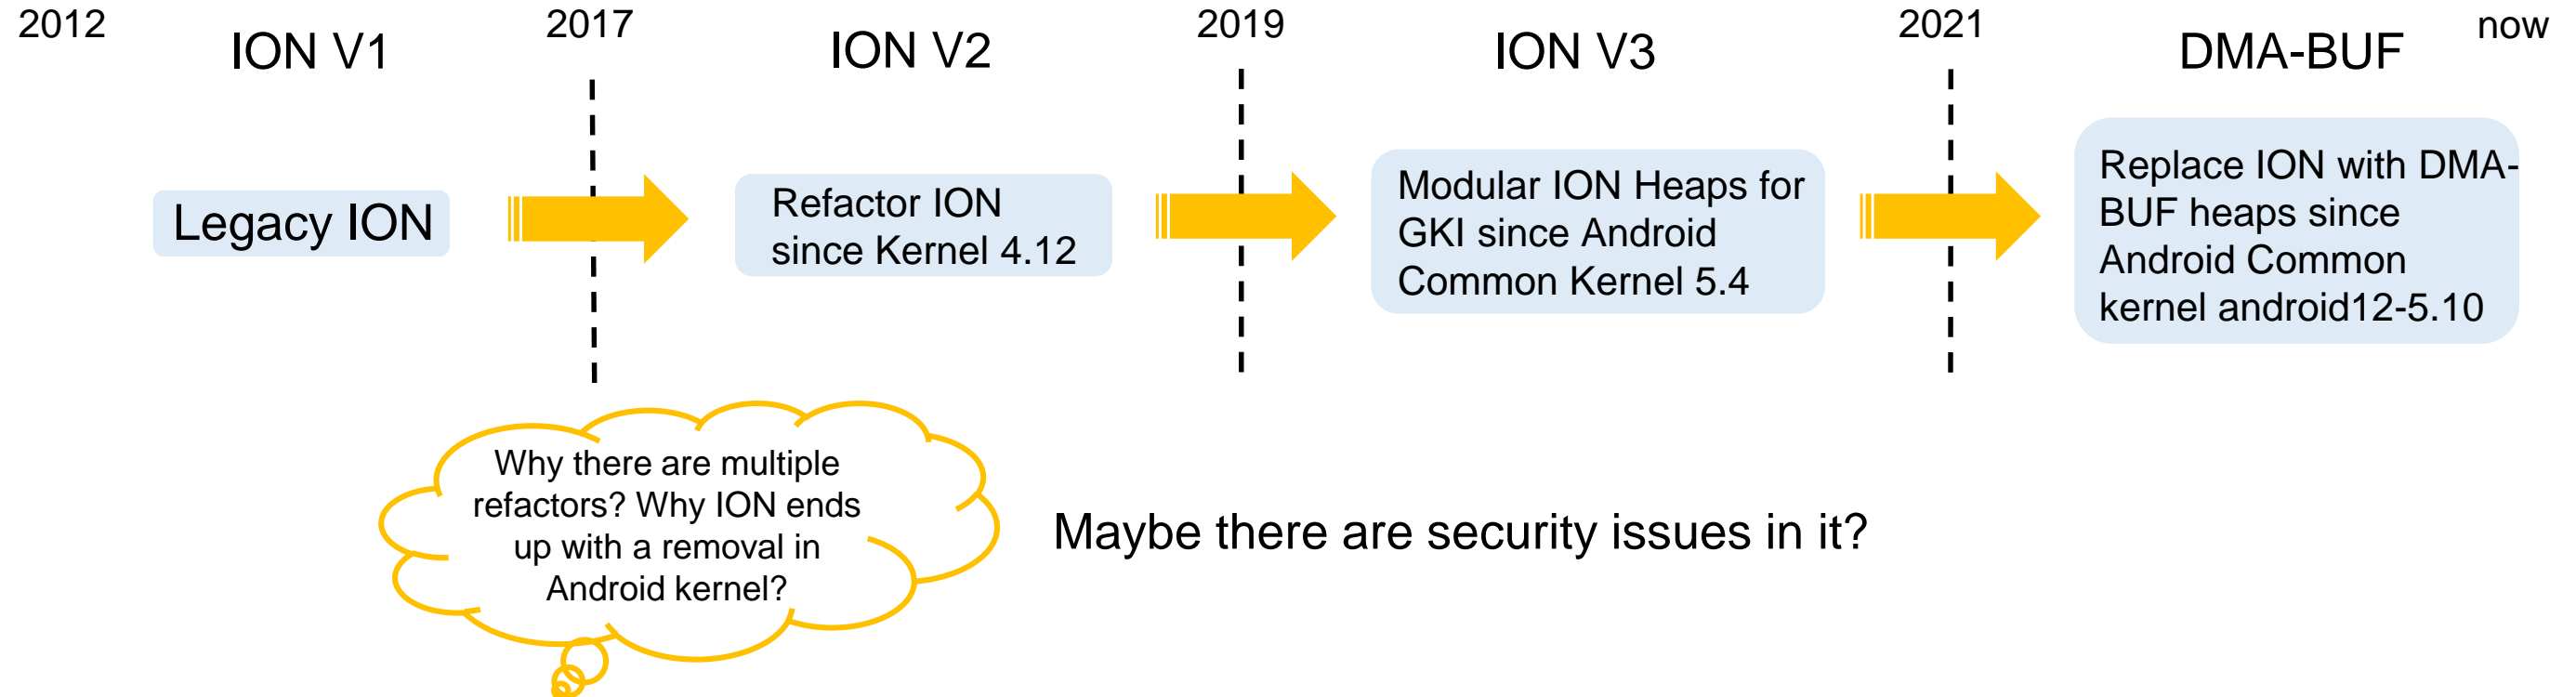 2012
ION V1
2017
ION V2
2019
ION V3
2021
DMA-BUF
now
Legacy ION
Refactor ION
since Kernel 4.12
Modular ION Heaps for
GKI since Android
Common Kernel 5.4
Replace ION with DMA-
BUF heaps since
Android Common
kernel android12-5.10
Why there are multiple
refactors? Why ION ends
up with a removal in
Android kernel?
Maybe there are security issues in it?